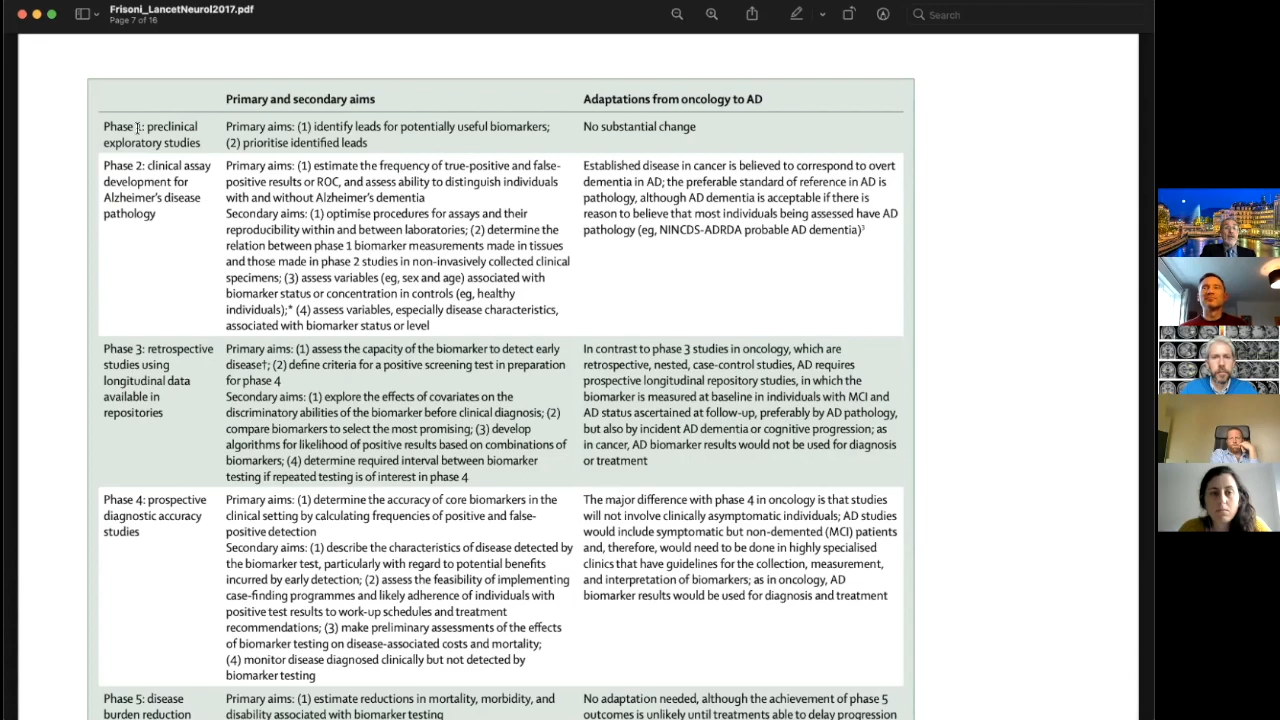 Frisoni_LancetNeurol2017.pdf
Page 7 of 16
Search
Primary and secondary aims
Adaptations from oncology to AD
Phase 1: preclinical
exploratory studies
Primary aims: (1) identify leads for potentially useful biomarkers;
(2) prioritise identified leads
No substantial change
Phase 2: clinical assay
development for
Alzheimer's disease
pathology
Primary aims: (1) estimate the frequency of true-positive and false-
positive results or ROC, and assess ability to distinguish individuals
with and without Alzheimer's dementia
Secondary aims: (1) optimise procedures for assays and their
reproducibility within and between laboratories; (2) determine the
relation between phase 1 biomarker measurements made in tissues
and those made in phase 2 studies in non-invasively collected clinical
specimens; (3) assess variables (eg, sex and age) associated with
biomarker status or concentration in controls (eg, healthy
individuals);* (4) assess variables, especially disease characteristics,
associated with biomarker status or level
Established disease in cancer is believed to correspond to overt
dementia in AD; the preferable standard of reference in AD is
pathology, although AD dementia is acceptable if there is
reason to believe that most individuals being assessed have AD
pathology (eg, NINCDS-ADRDA probable AD dementia)³
Phase 3: retrospective
studies using
longitudinal data
available in
repositories
Primary aims: (1) assess the capacity of the biomarker to detect early
disease†; (2) define criteria for a positive screening test in preparation
for phase 4
Secondary aims: (1) explore the effects of covariates on the
discriminatory abilities of the biomarker before clinical diagnosis; (2)
compare biomarkers to select the most promising; (3) develop
algorithms for likelihood of positive results based on combinations of
biomarkers; (4) determine required interval between biomarker
testing if repeated testing is of interest in phase 4
In contrast to phase 3 studies in oncology, which are
retrospective, nested, case-control studies, AD requires
prospective longitudinal repository studies, in which the
biomarker is measured at baseline in individuals with MCI and
AD status ascertained at follow-up, preferably by AD pathology,
but also by incident AD dementia or cognitive progression; as
in cancer, AD biomarker results would not be used for diagnosis
or treatment
Phase 4: prospective
diagnostic accuracy
studies
Primary aims: (1) determine the accuracy of core biomarkers in the
clinical setting by calculating frequencies of positive and false-
positive detection
Secondary aims: (1) describe the characteristics of disease detected by
the biomarker test, particularly with regard to potential benefits
incurred by early detection; (2) assess the feasibility of implementing
case-finding programmes and likely adherence of individuals with
positive test results to work-up schedules and treatment
recommendations; (3) make preliminary assessments of the effects
of biomarker testing on disease-associated costs and mortality;
(4) monitor disease diagnosed clinically but not detected by
biomarker testing
The major difference with phase 4 in oncology is that studies
will not involve clinically asymptomatic individuals; AD studies
would include symptomatic but non-demented (MCI) patients
and, therefore, would need to be done in highly specialised
clinics that have guidelines for the collection, measurement,
and interpretation of biomarkers; as in oncology, AD
biomarker results would be used for diagnosis and treatment
Phase 5: disease
burden reduction
Primary aims: (1) estimate reductions in mortality, morbidity, and
disability associated with biomarker testing
No adaptation needed, although the achievement of phase 5
outcomes is unlikely until treatments able to delay progression